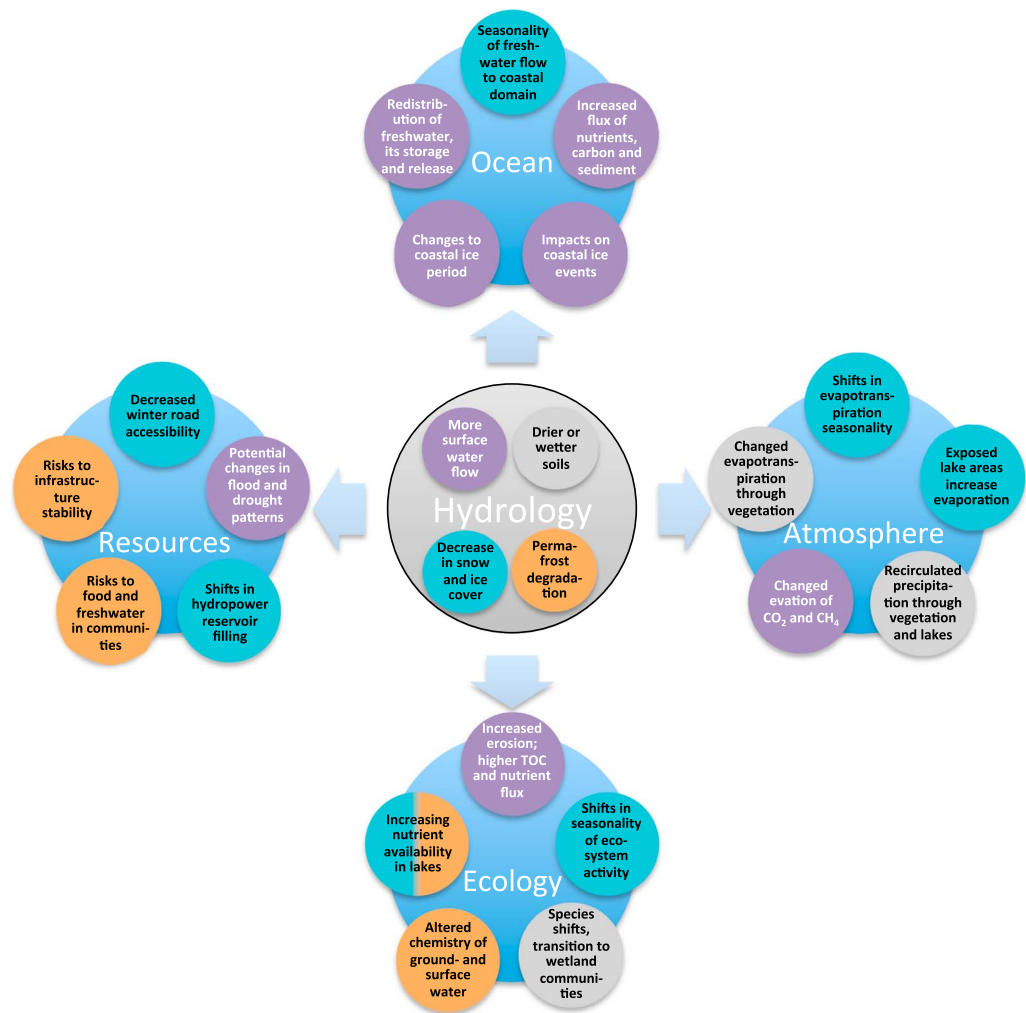 Seasonality
of fresh-
water flow
to coastal
domain
Redistrib-
ution of
freshwater,
its storage
and release
Increased
flux of
nutrients,
carbon and
sediment
Ocean
Changes to
coastal ice
period
Impacts on
coastal ice
events
Decreased
winter road
accessibility
Risks to
infrastruc-
ture
stability
Potential
changes in
flood and
drought
patterns
Resources
Risks to
food and
freshwater
in communi-
ties
Shifts in
hydropower
reservoir
filling
More
surface
water
flow
Drier or
wetter
soils
Hydrology
Decrease
in snow
and ice
cover
Perma-
frost
degrada-
tion
Shifts in
evapotrans-
piration
seasonality
Changed
evapotrans-
piration
through
vegetation
Exposed
lake areas
increase
evaporation
Atmosphere
Changed
evation of
CO₂ and CH₄
Recirculated
precipita-
tion through
vegetation
and lakes
Increased
erosion;
higher TOC
and nutrient
flux
Increasing
nutrient
availability
in lakes
Shifts in
seasonality
of eco-
system
activity
Ecology
Altered
chemistry of
ground- and
surface
water
Species
shifts,
transition to
wetland
communi-
ties